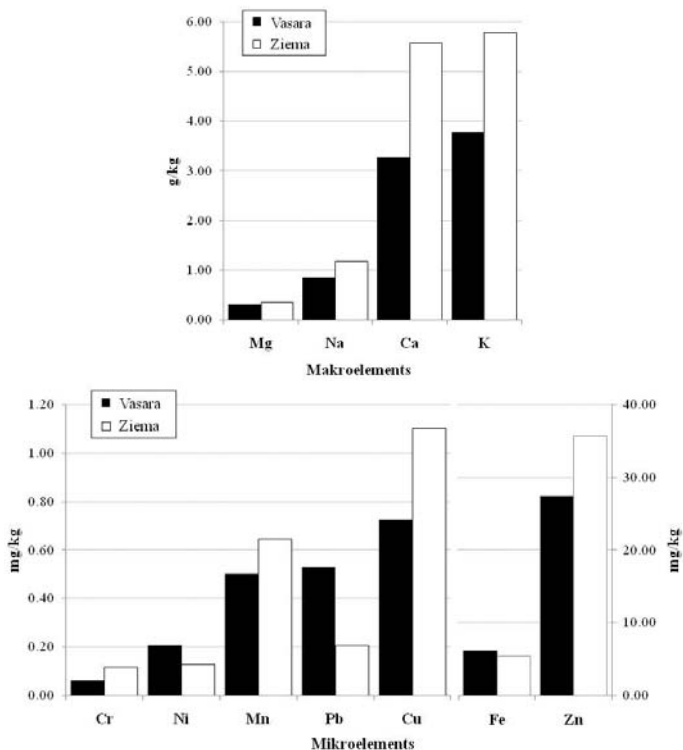 Vasara
Ziema
6.00
5.00
4.00
3.00
2.00
1.00
0.00
g/kg
Mg Na Ca K
Makroelements
Vasara
Ziema
1.20
1.00
0.80
0.60
0.40
0.20
0.00
mg/kg
40.00
30.00
20.00
10.00
0.00
mg/kg
Cr Ni Mn Pb Cu Fe Zn
Mikroelements